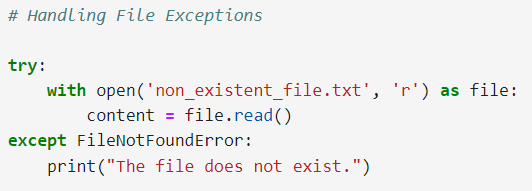 # Handling File Exceptions
try:
    with open('non_existent_file.txt', 'r') as file:
        content = file.read()
except FileNotFoundError:
    print("The file does not exist.")